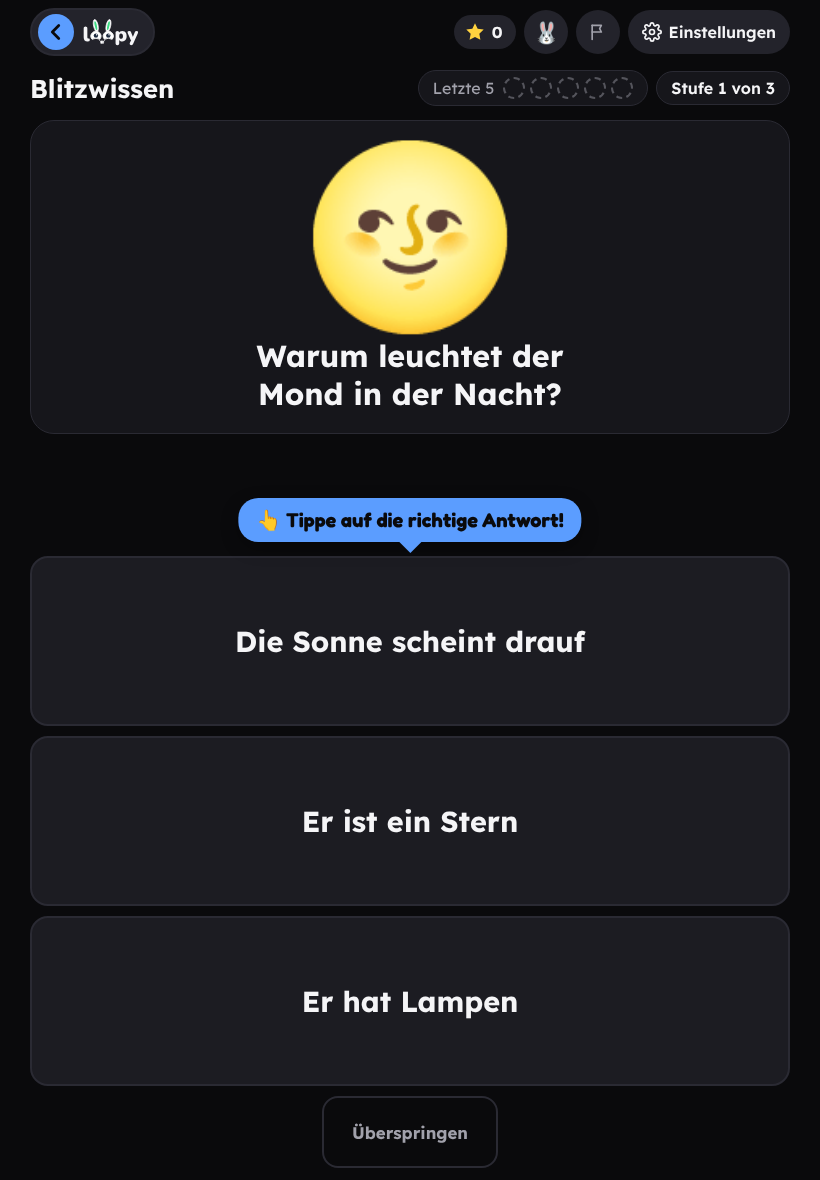 loopy
0
Einstellungen
Blitzwissen
Letzte 5
Stufe 1 von 3
Warum leuchtet der
Mond in der Nacht?
Tippe auf die richtige Antwort!
Die Sonne scheint drauf
Er ist ein Stern
Er hat Lampen
Überspringen